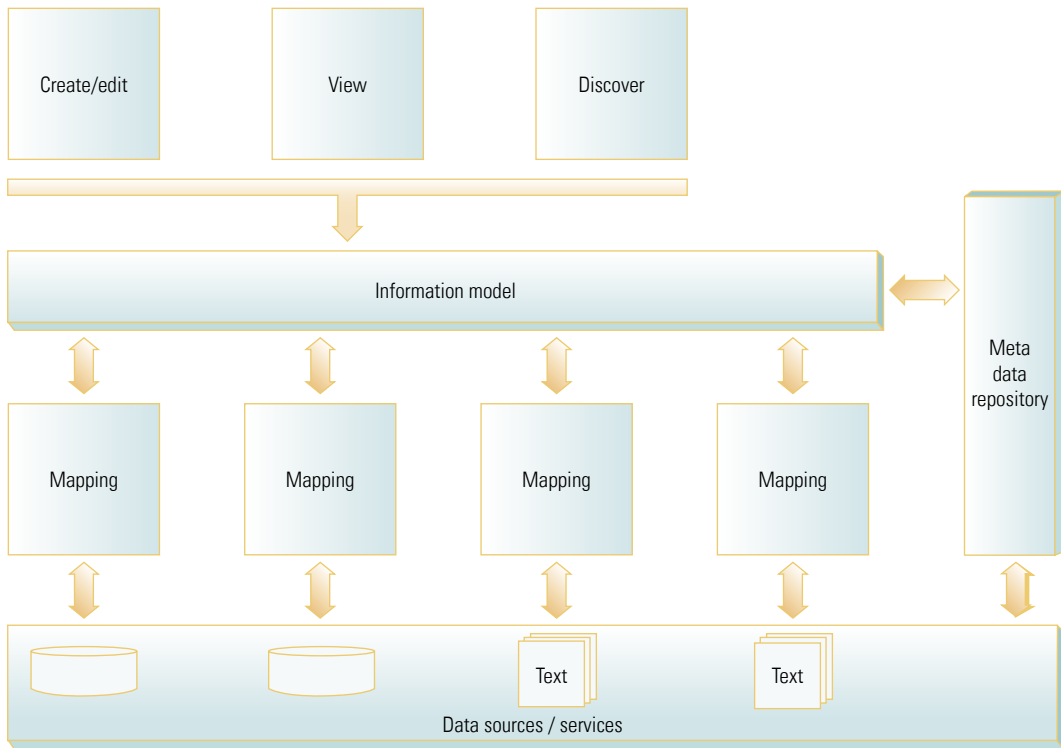 Create/edit
View
Discover
Information model
Meta
data
repository
Mapping
Mapping
Mapping
Mapping
Text
Text
Data sources / services